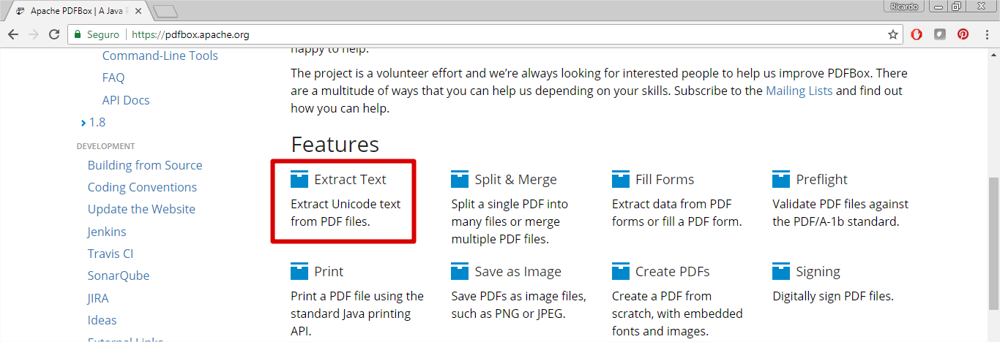 Apache PDFBox | A Java P
Ricardo
Seguro
https://pdfbox.apache.org
Command-Line Tools
FAQ
API Docs
1.8
DEVELOPMENT
Building from Source
Coding Conventions
Update the Website
Jenkins
Travis CI
SonarQube
JIRA
Ideas
External Links
happy to help.
The project is a volunteer effort and we’re always looking for interested people to help us improve PDFBox. There
are a multitude of ways that you can help us depending on your skills. Subscribe to the Mailing Lists and find out
how you can help.
Features
Extract Text
Extract Unicode text
from PDF files.
Split & Merge
Split a single PDF into
many files or merge
multiple PDF files.
Fill Forms
Extract data from PDF
forms or fill a PDF form.
Preflight
Validate PDF files against
the PDF/A-1b standard.
Print
Print a PDF file using the
standard Java printing
API.
Save as Image
Save PDFs as image files,
such as PNG or JPEG.
Create PDFs
Create a PDF from
scratch, with embedded
fonts and images.
Signing
Digitally sign PDF files.